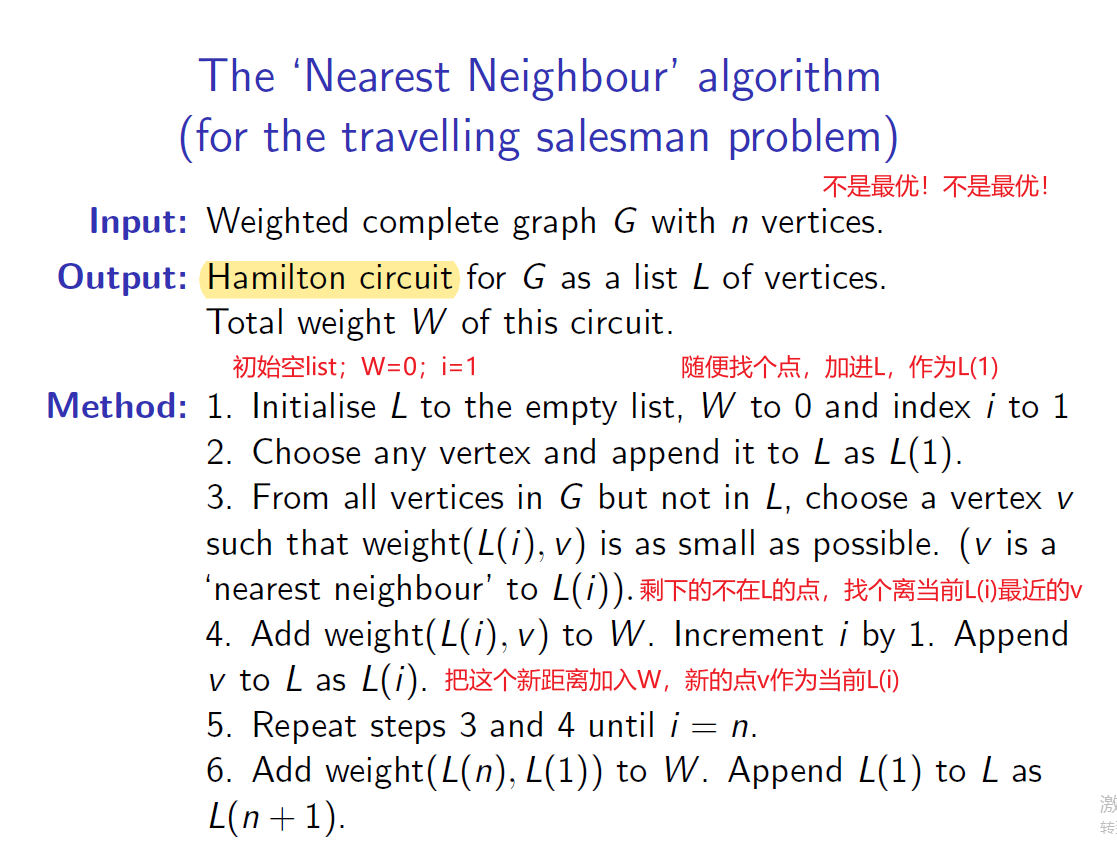 The ‘Nearest Neighbour’ algorithm
(for the travelling salesman problem)
不是最优！不是最优！
Input: Weighted complete graph G with n vertices.
Output: Hamilton circuit for G as a list L of vertices.
Total weight W of this circuit.
初始空list；W=0；i=1 随便找个点，加进L，作为L(1)
Method: 1. Initialise L to the empty list, W to 0 and index i to 1
2. Choose any vertex and append it to L as L(1).
3. From all vertices in G but not in L, choose a vertex v
such that weight(L(i), v) is as small as possible. (v is a
‘nearest neighbour’ to L(i)). 剩下的不在L的点，找个离当前L(i)最近的v
4. Add weight(L(i), v) to W. Increment i by 1. Append
v to L as L(i). 把这个新距离加入W，新的点v作为当前L(i)
5. Repeat steps 3 and 4 until i = n.
6. Add weight(L(n), L(1)) to W. Append L(1) to L as
L(n + 1).